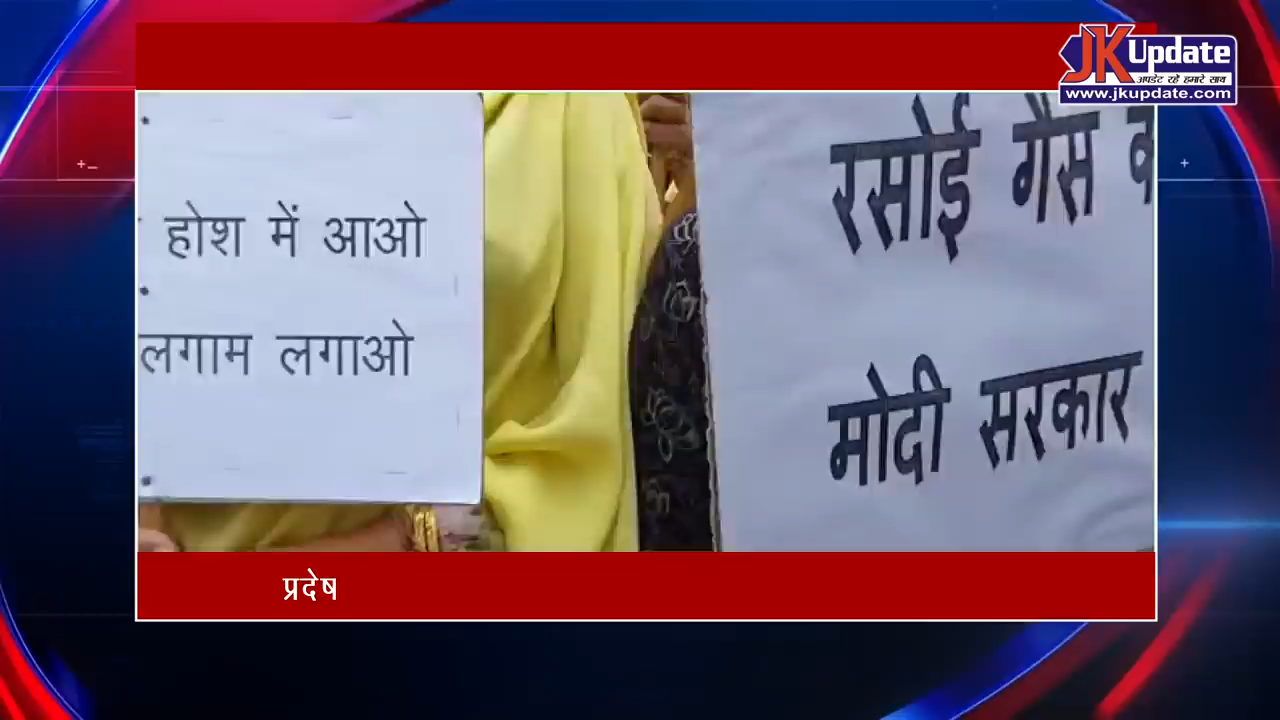 JK Update
अपडेट रहें हमारे साथ
www.jkupdate.com
होश में आओ
लगाम लगाओ
रसोई गैस
मोदी सरकार
प्रदेष